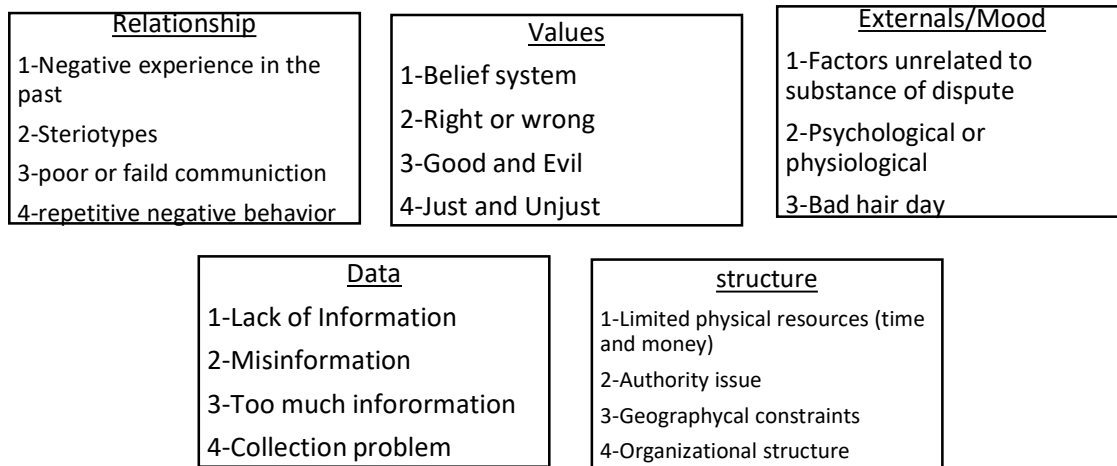 Relationship
1-Negative experience in the
past
2-Steriotypes
3-poor or faild communiction
4-repetitive negative behavior
Values
1-Belief system
2-Right or wrong
3-Good and Evil
4-Just and Unjust
Externals/Mood
1-Factors unrelated to
substance of dispute
2-Psychological or
physiological
3-Bad hair day
Data
1-Lack of Information
2-Misinformation
3-Too much inforormation
4-Collection problem
structure
1-Limited physical resources (time
and money)
2-Authority issue
3-Geographycal constraints
4-Organizational structure